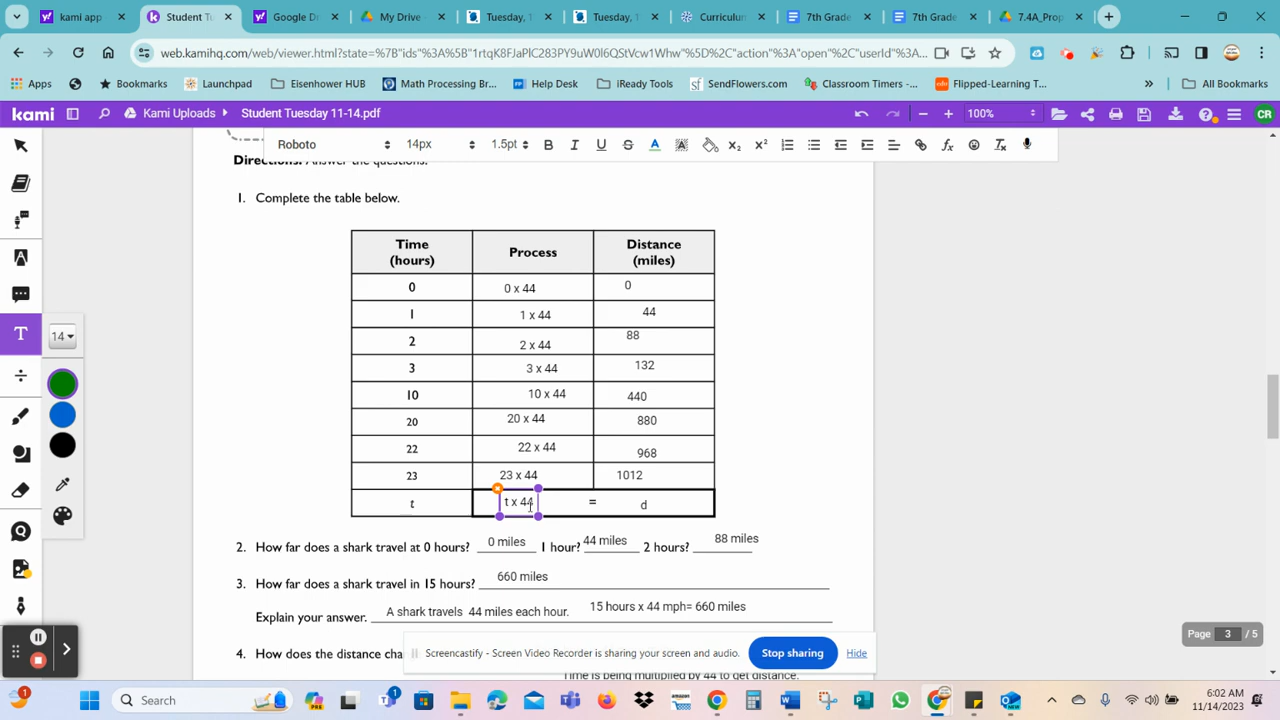 kami app
Student T
Google D
My Drive -
Tuesday,
Tuesday,
Curriculum
7th Grade
7th Grade
7.4A_Prop
web.kamihq.com/web/viewer.html?state=%7B"ids"%3A%5B"1rtqK8FJaPlC283PY9uW0l6QStVcw1Whw"%5D%2C"action"%3A"open"%2C"userId"%3A...
Apps
Bookmarks
Launchpad
Eisenhower HUB
Math Processing Br...
Help Desk
iReady Tools
SendFlowers.com
Classroom Timers -...
Flipped-Learning T...
»
All Bookmarks
kami
Kami Uploads
Student Tuesday 11-14.pdf
100%
CR
Roboto
14px
1.5pt
B I U S A
Directions: Answer the questions.
1. Complete the table below.
Time (hours) Process Distance (miles)
0 0 x 44 0
1 1 x 44 44
2 2 x 44 88
3 3 x 44 132
10 10 x 44 440
20 20 x 44 880
22 22 x 44 968
23 23 x 44 1012
t t x 44 = d
2. How far does a shark travel at 0 hours? 0 miles 1 hour? 44 miles 2 hours? 88 miles
3. How far does a shark travel in 15 hours? 660 miles
Explain your answer. A shark travels 44 miles each hour. 15 hours x 44 mph= 660 miles
4. How does the distance cha
Time is being multiplied by 44 to get distance.
T
14
Page 3 / 5
Screencastify - Screen Video Recorder is sharing your screen and audio.
Stop sharing
Hide
1
Search
1
6:02 AM
11/14/2023